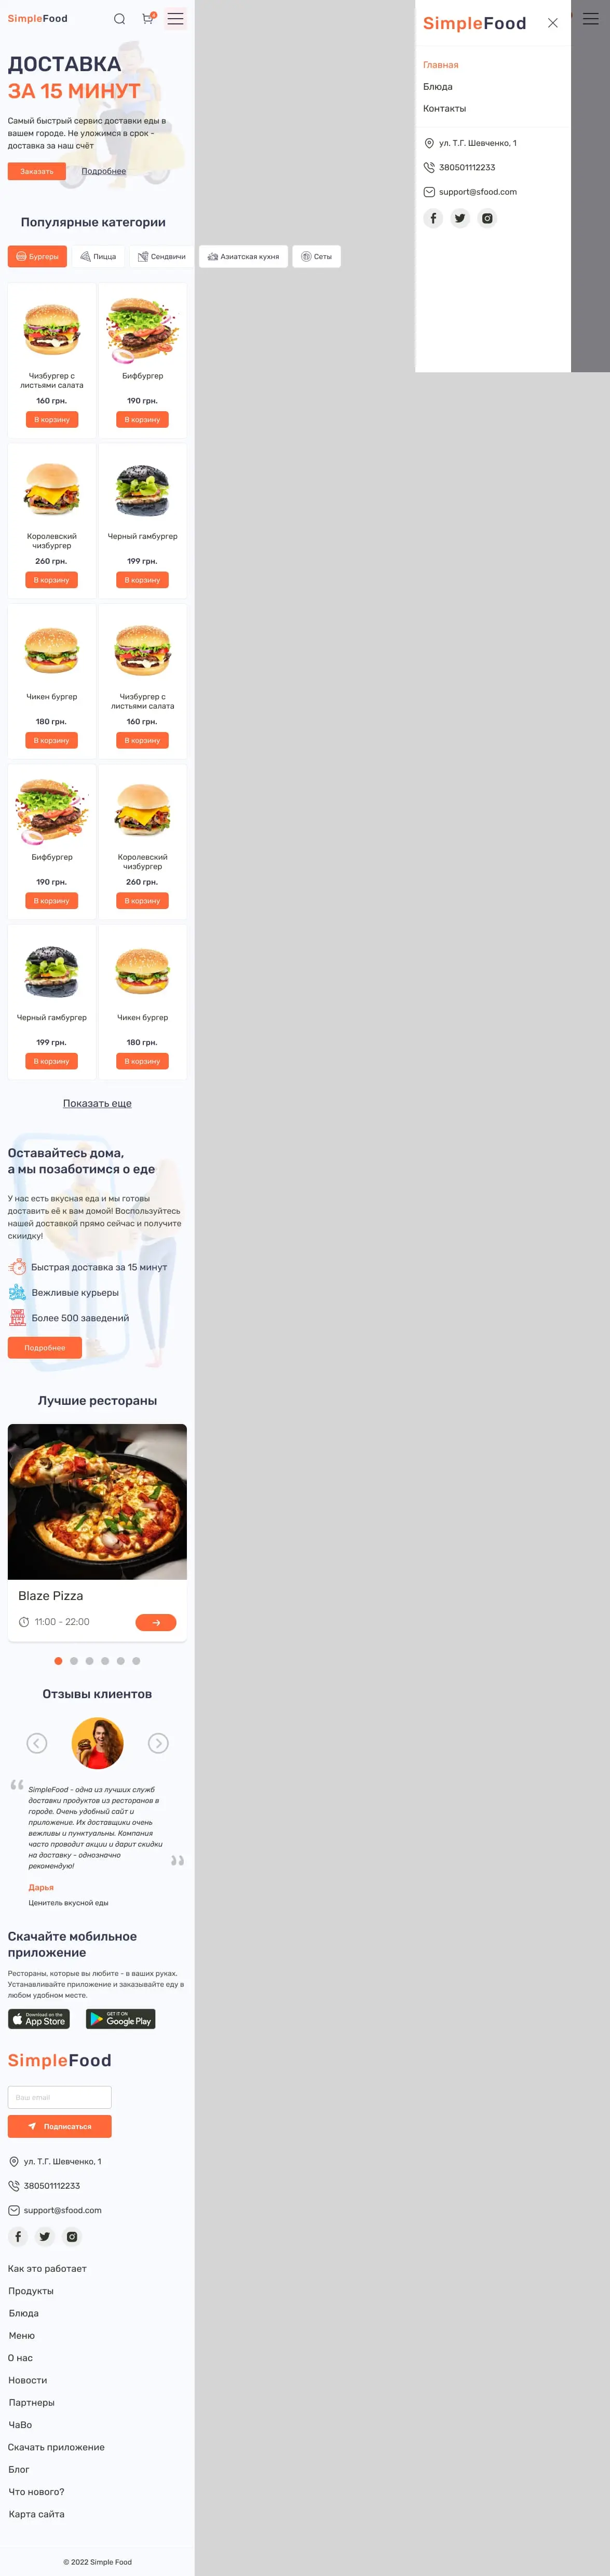 SimpleFood
ДОСТАВКА
ЗА 15 МИНУТ
Самый быстрый сервис доставки еды в
вашем городе. Не уложимся в срок -
доставка за наш счёт
Заказать
Подробнее
Популярные категории
Бургеры
Пицца
Сендвичи
Азиатская кухня
Сеты
Чизбургер с
листьями салата
160 грн.
В корзину
Бифбургер
190 грн.
В корзину
Королевский
чизбургер
260 грн.
В корзину
Черный гамбургер
199 грн.
В корзину
Чикен бургер
180 грн.
В корзину
Чизбургер с
листьями салата
160 грн.
В корзину
Бифбургер
190 грн.
В корзину
Королевский
чизбургер
260 грн.
В корзину
Черный гамбургер
199 грн.
В корзину
Чикен бургер
180 грн.
В корзину
Показать еще
Оставайтесь дома,
а мы позаботимся о еде
У нас есть вкусная еда и мы готовы
доставить её к вам домой! Воспользуйтесь
нашей доставкой прямо сейчас и получите
скиидку!
Быстрая доставка за 15 минут
Вежливые курьеры
Более 500 заведений
Подробнее
Лучшие рестораны
Blaze Pizza
11:00 - 22:00
Отзывы клиентов
SimpleFood - одна из лучших служб
доставки продуктов из ресторанов в
городе. Очень удобный сайт и
приложение. Их доставщики очень
вежливы и пунктуальны. Компания
часто проводит акции и дарит скидки
на доставку - однозначно
рекомендую!
Дарья
Ценитель вкусной еды
Скачайте мобильное
приложение
Рестораны, которые вы любите - в ваших руках.
Устанавливайте приложение и заказывайте еду в
любом удобном месте.
Download on the
App Store
GET IT ON
Google Play
SimpleFood
Ваш email
Подписаться
ул. Т.Г. Шевченко, 1
380501112233
support@sfood.com
Как это работает
Продукты
Блюда
Меню
О нас
Новости
Партнеры
ЧаВо
Скачать приложение
Блог
Что нового?
Карта сайта
© 2022 Simple Food
SimpleFood
Главная
Блюда
Контакты
ул. Т.Г. Шевченко, 1
380501112233
support@sfood.com